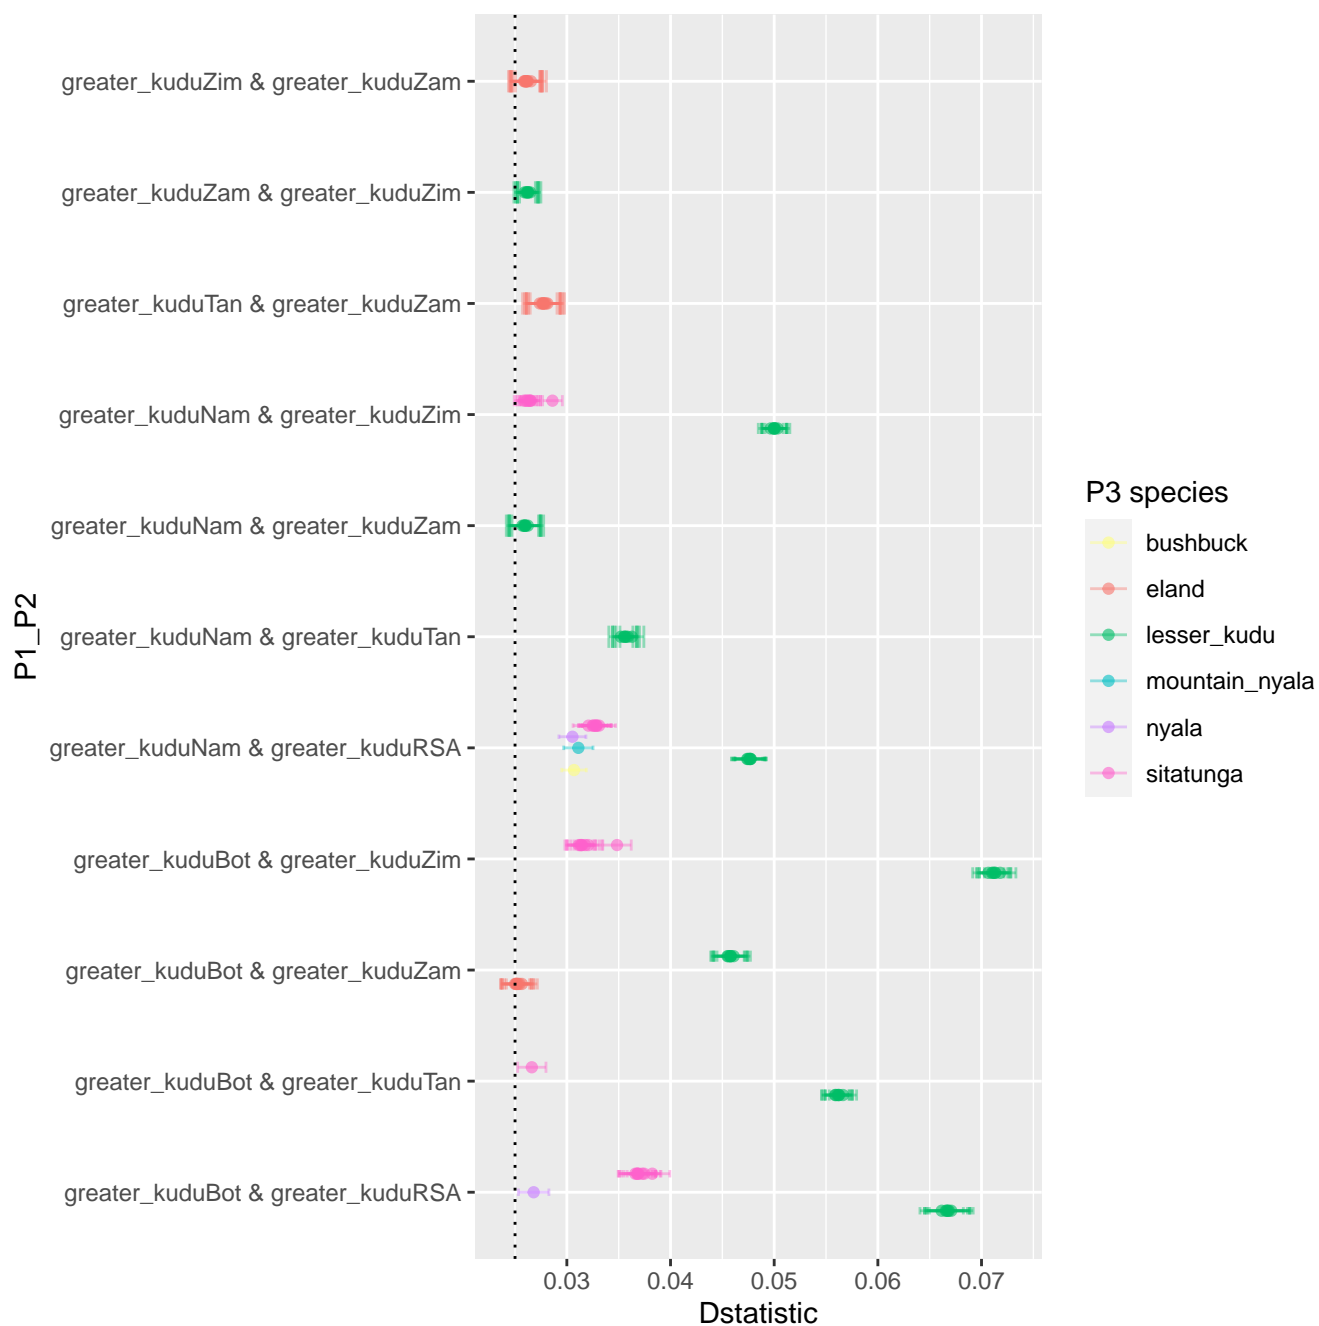 greater_kuduZim & greater_kuduZam
greater_kuduZam & greater_kuduZim
greater_kuduTan & greater_kuduZam
greater_kuduNam & greater_kuduZim
greater_kuduNam & greater_kuduZam
greater_kuduNam & greater_kuduTan
greater_kuduNam & greater_kuduRSA
greater_kuduBot & greater_kuduZim
greater_kuduBot & greater_kuduZam
greater_kuduBot & greater_kuduTan
greater_kuduBot & greater_kuduRSA
P1_P2
0.03 0.04 0.05 0.06 0.07
Dstatistic
P3 species
bushbuck
eland
lesser_kudu
mountain_nyala
nyala
sitatunga